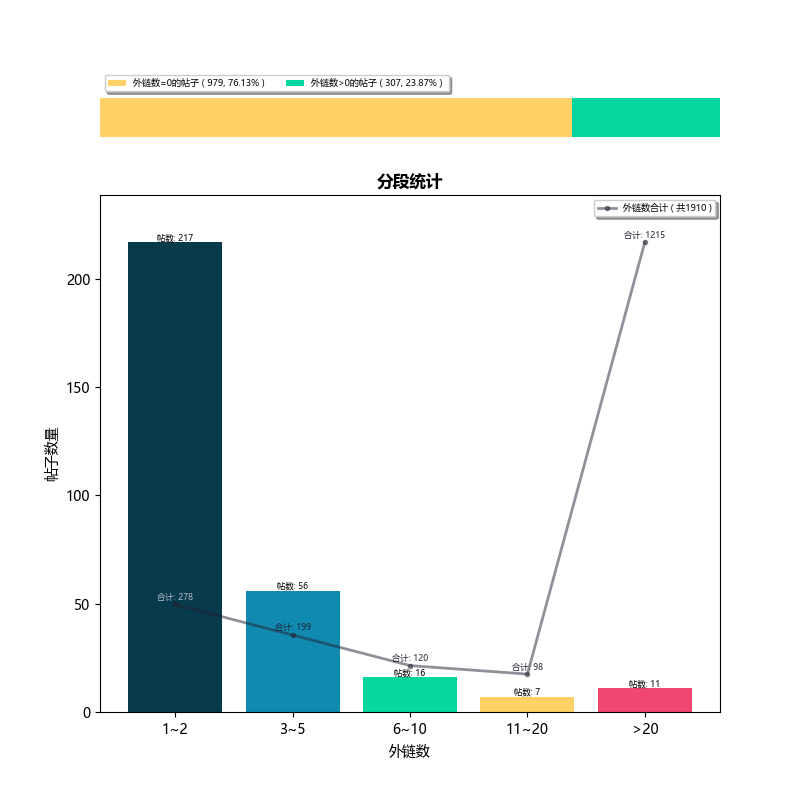 外链数=0的帖子 ( 979, 76.13% )
外链数>0的帖子 ( 307, 23.87% )
分段统计
外链数合计 ( 共1910 )
合计: 1215
帖数: 217
200
150
帖子数量
100
帖数: 56
合计: 278
50
合计: 199
合计: 120
合计: 98
帖数: 16
帖数: 11
帖数: 7
0
1~2
3~5
6~10
11~20
>20
外链数